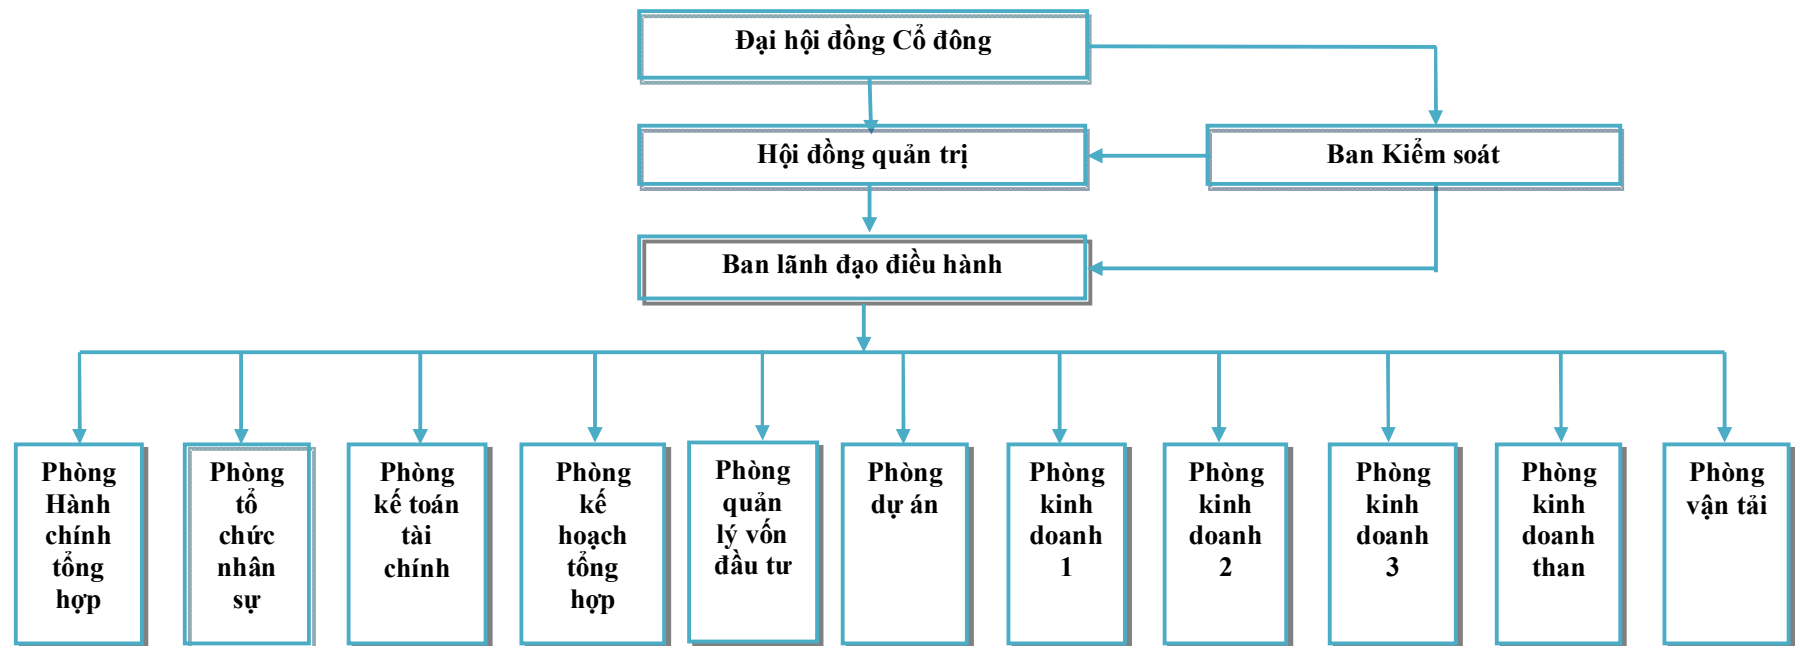 Đại hội đồng Cổ đông
Hội đồng quản trị
Ban Kiểm soát
Ban lãnh đạo điều hành
Phòng
Hành
chính
tổng
hợp
Phòng
tổ
chức
nhân
sự
Phòng
kế toán
tài
chính
Phòng
kế
hoạch
tổng
hợp
Phòng
quản
lý vốn
đầu tư
Phòng
dự án
Phòng
kinh
doanh
1
Phòng
kinh
doanh
2
Phòng
kinh
doanh
3
Phòng
kinh
doanh
than
Phòng
vận tải